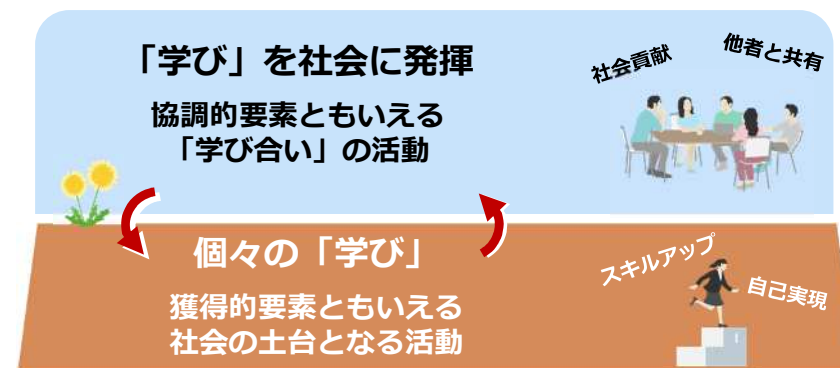 「学び」を社会に発揮
協調的要素ともいえる
「学び合い」の活動
社会貢献
他者と共有
個々の「学び」
獲得的要素ともいえる
社会の土台となる活動
スキルアップ
自己実現